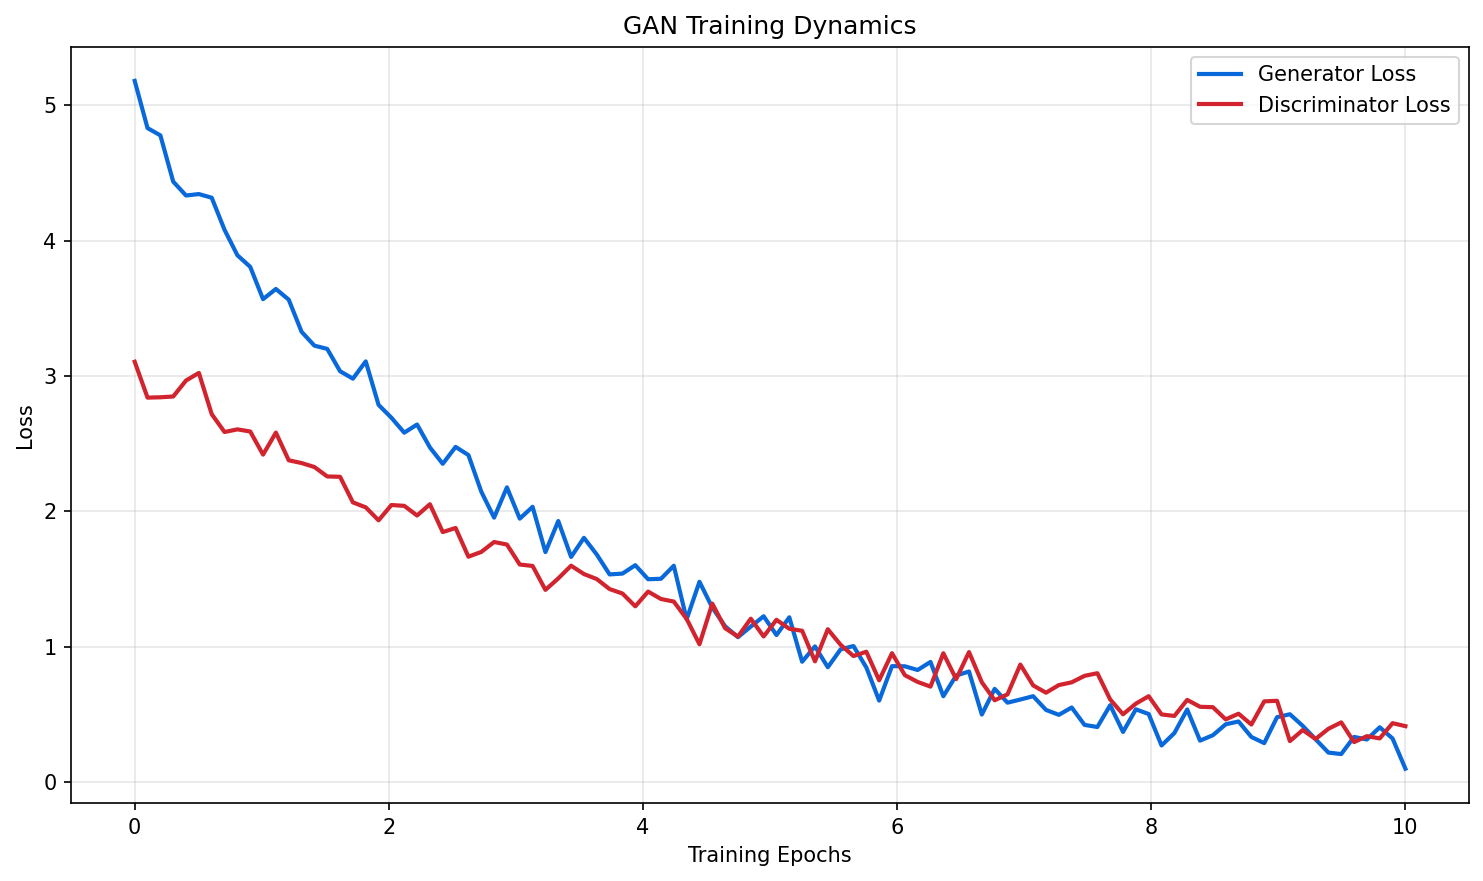 GAN Training Dynamics
Generator Loss
Discriminator Loss
5
4
3
2
1
0
Loss
0 2 4 6 8 10
Training Epochs